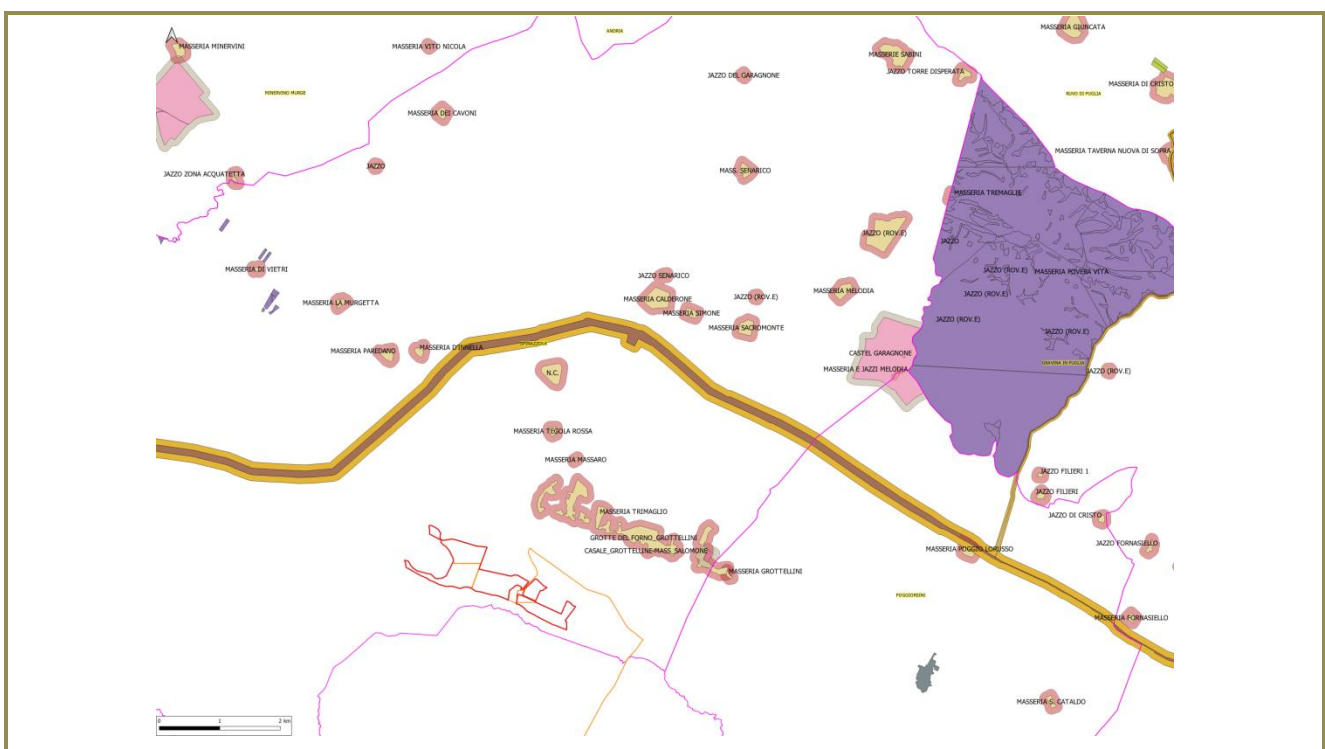 MASSERIA GIUNCATA
ANDRIA
MASSERIA MINERVINI
MASSERIA VITO NICOLA
MASSERIE SABINI
JAZZO DEL GARAGNONE
JAZZO TORRE DISPERATA
MASSERIA DI CRISTO
MINERVINO MURGE
RUVO DI PUGLIA
MASSERIA DEI CAVONI
MASSERIA TAVERNA NUOVA DI SOPRA
JAZZO
MASS. SENARICO
JAZZO ZONA ACQUATETTA
MASSERIA TREMAGLIE
JAZZO (ROV.E)
JAZZO
MASSERIA DI VIETRI
JAZZO (ROV.E)
MASSERIA POVERA VITA
JAZZO SENARICO
MASSERIA MELODIA
JAZZO (ROV.E)
MASSERIA LA MURGETTA
MASSERIA CALDERONE
JAZZO (ROV.E)
MASSERIA SIMONE
JAZZO (ROV.E)
MASSERIA SACROMONTE
JAZZO (ROV.E)
MASSERIA PAREDANO
MASSERIA D'INNELLA
SPINAZZOLA
CASTEL GARAGNONE
GRAVINA IN PUGLIA
N.C.
MASSERIA E JAZZI MELODIA
JAZZO (ROV.E)
MASSERIA TEGOLA ROSSA
MASSERIA MASSARO
JAZZO FILIERI 1
JAZZO FILIERI
MASSERIA TRIMAGLIO
JAZZO DI CRISTO
GROTTE DEL FORNO_GROTTELLINI
CASALE_GROTTELLINE-MASS_SALOMONE
MASSERIA POGGIO LORUSSO
JAZZO FORNASIELLO
MASSERIA GROTTELLINI
POGGIORSINI
MASSERIA FORNASIELLO
MASSERIA S. CATALDO
0 1 2 km